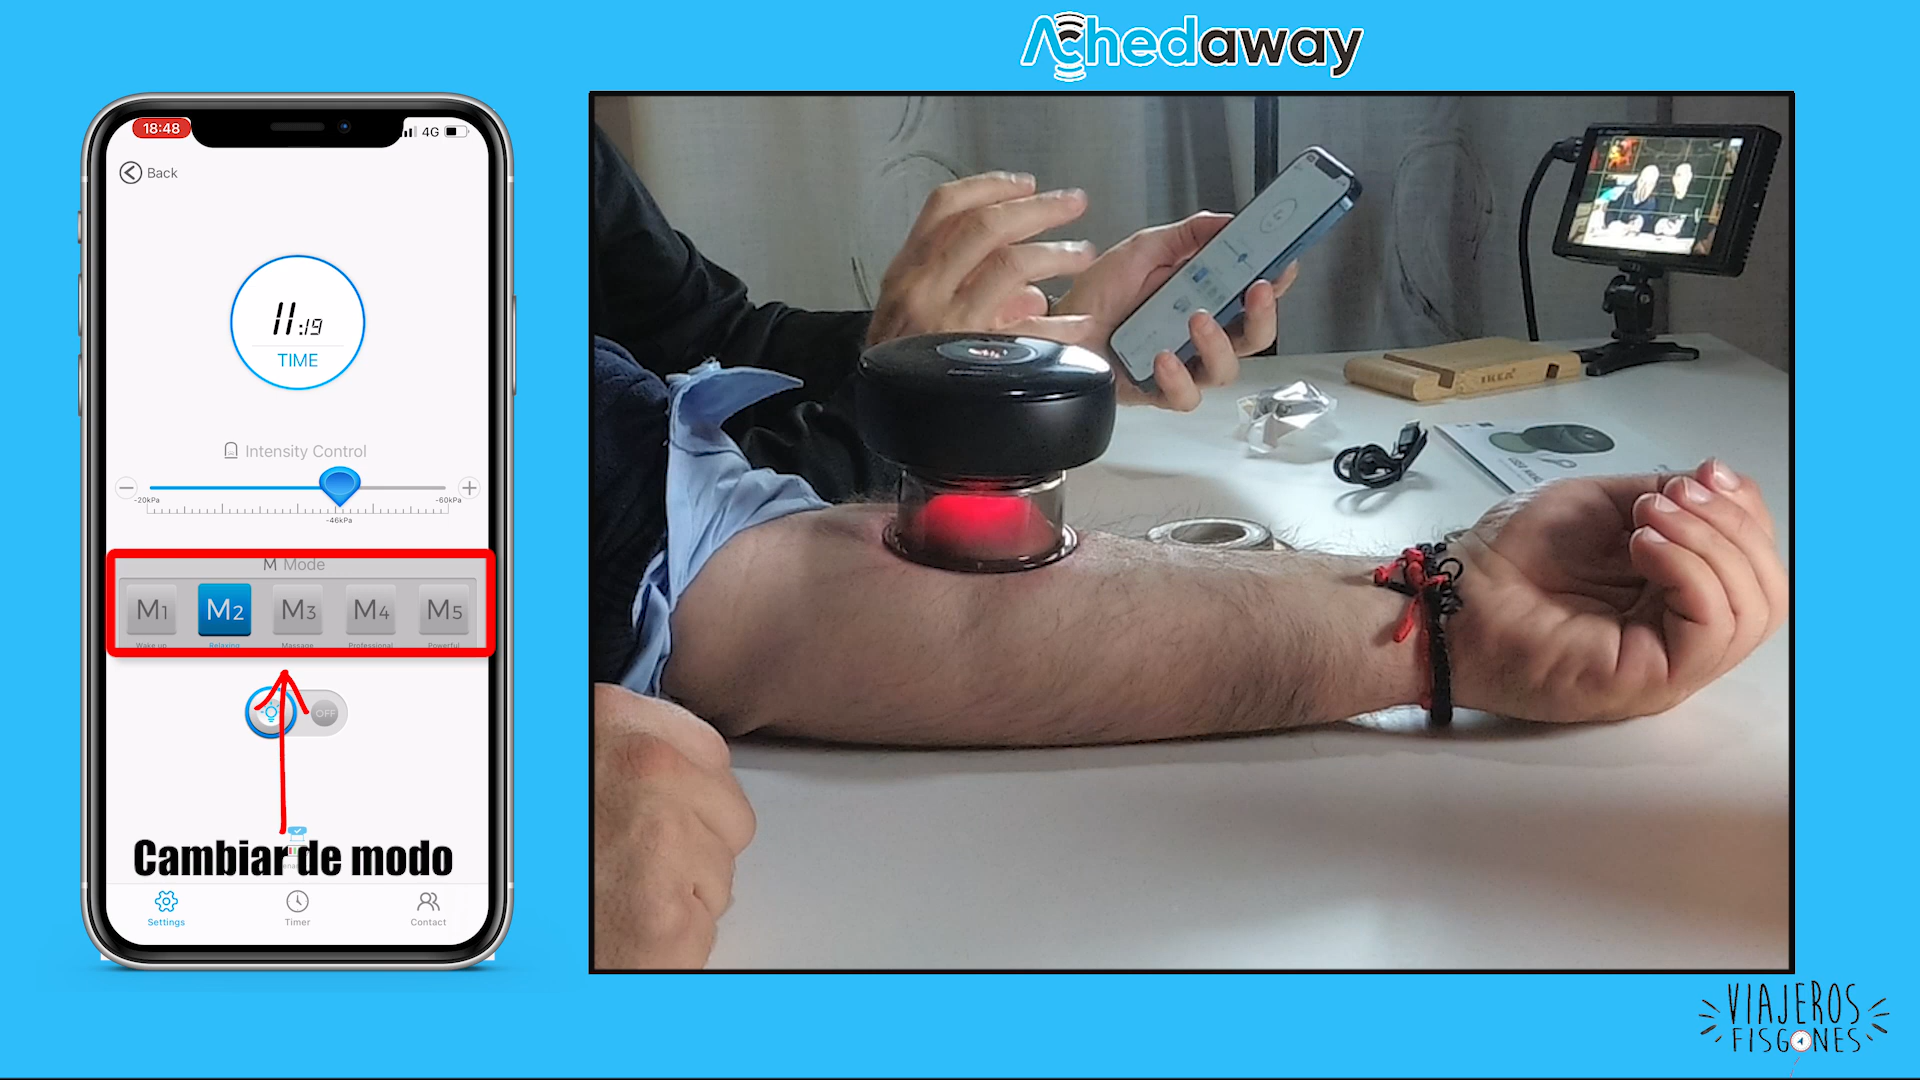 Achedaway
18:48
4G
Back
11:19
TIME
Intensity Control
-20kPa
-60kPa
-46kPa
M Mode
M1 M2 M3 M4 M5
Wake up Relaxing Massage Professional Powerful
OFF
Cambiar de modo
Settings Timer Contact
IKEA
VIAJEROS
FISGONES